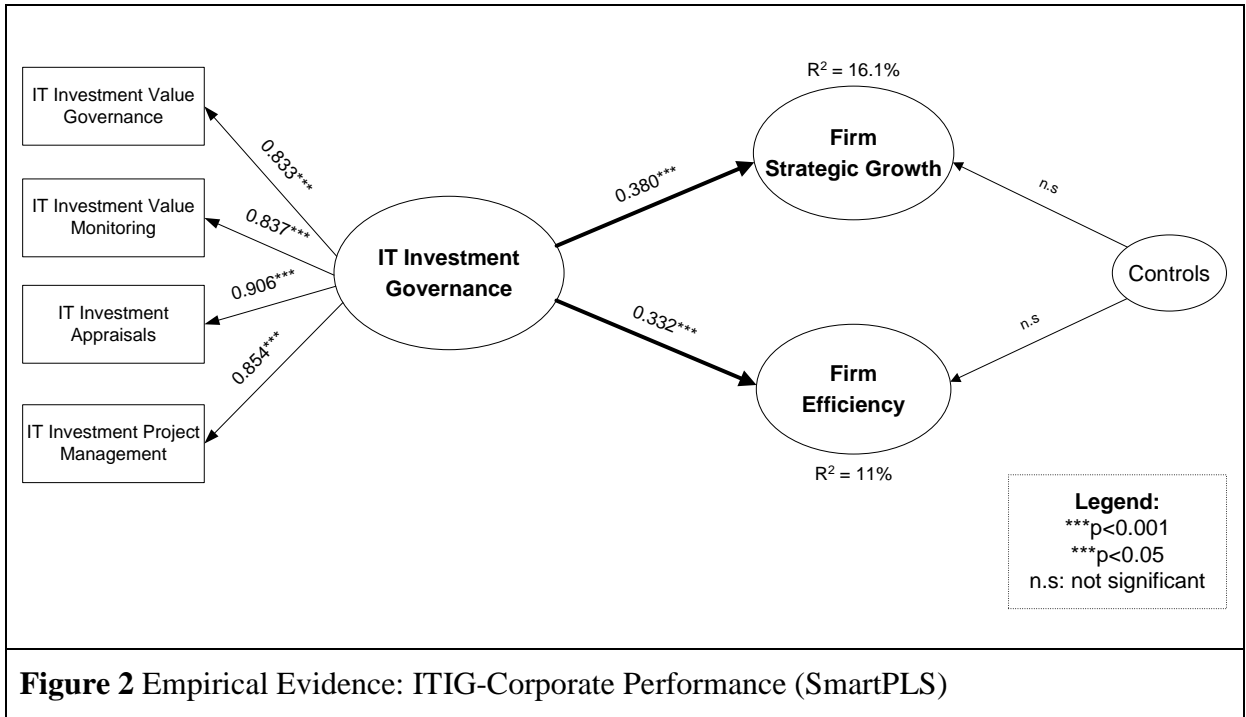 IT Investment Value
Governance
IT Investment Value
Monitoring
IT Investment
Appraisals
IT Investment Project
Management
0.833***
0.837***
0.906***
0.854***
IT Investment
Governance
0.380***
0.332***
R² = 16.1%
Firm
Strategic Growth
Firm
Efficiency
R² = 11%
n.s
n.s
Controls
Legend:
***p<0.001
***p<0.05
n.s: not significant
Figure 2 Empirical Evidence: ITIG-Corporate Performance (SmartPLS)